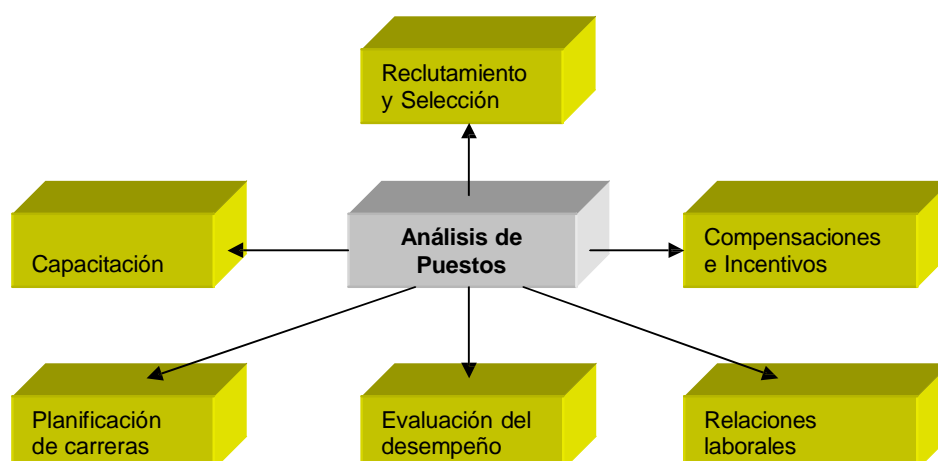 Reclutamiento
y Selección
Capacitación
Análisis de
Puestos
Compensaciones
e Incentivos
Planificación
de carreras
Evaluación del
desempeño
Relaciones
laborales